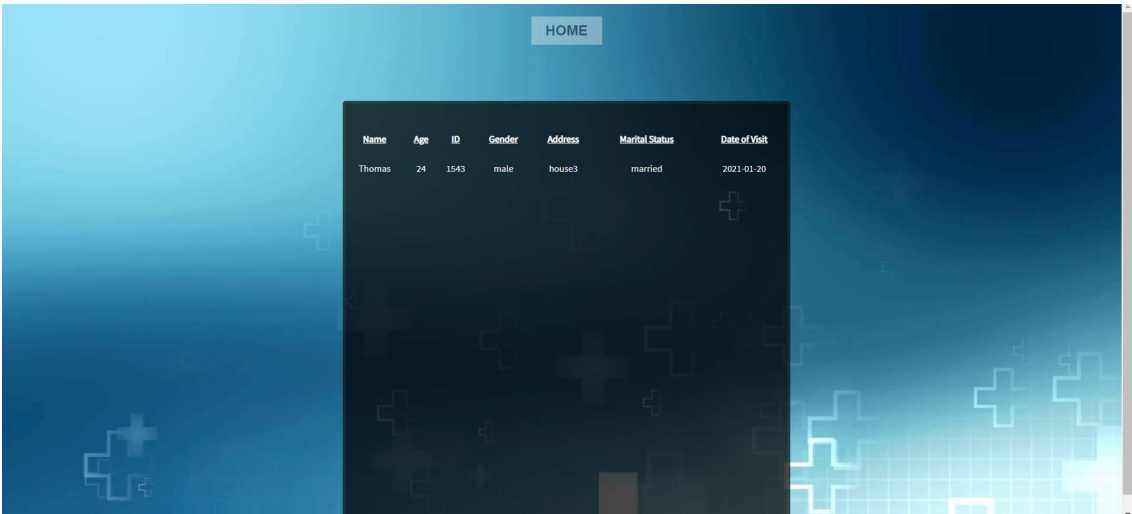 HOME
Name Age ID Gender Address Marital Status Date of Visit
Thomas 24 1543 male house3 married 2021-01-20